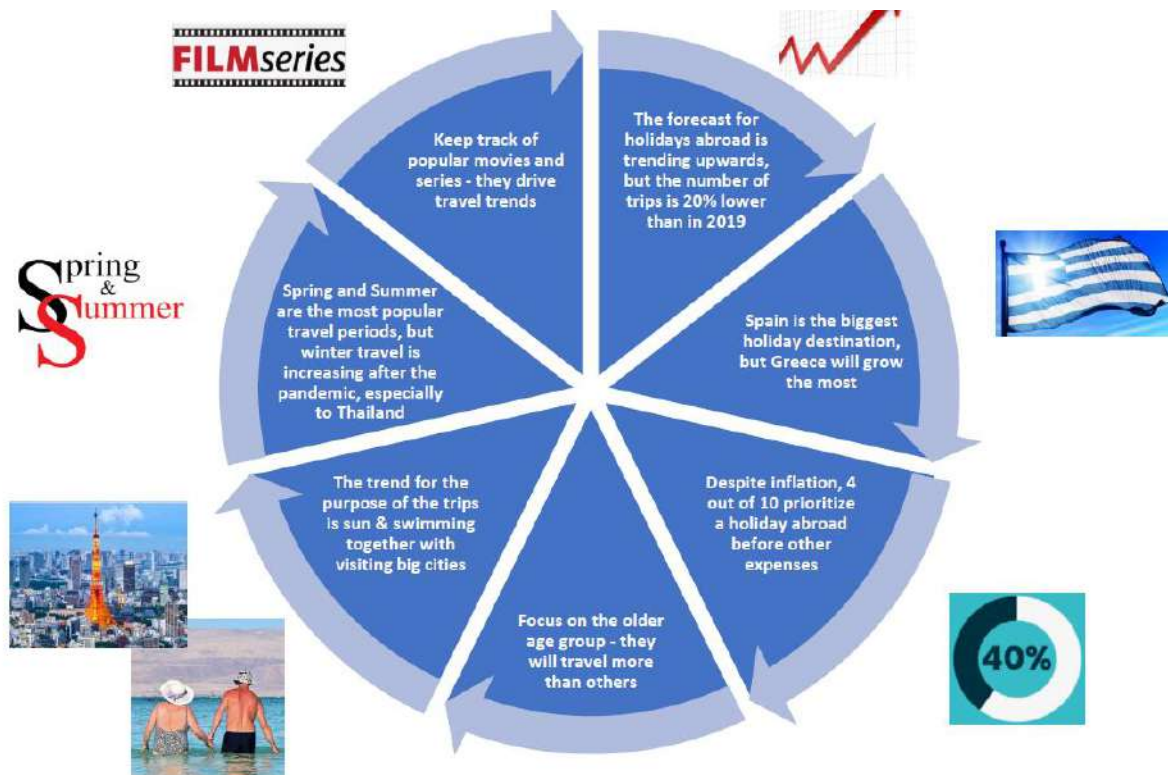 FILMseries
The forecast for
holidays abroad is
trending upwards,
but the number of
trips is 20% lower
than in 2019
Spain is the biggest
holiday destination,
but Greece will grow
the most
Despite inflation, 4
out of 10 prioritize
a holiday abroad
before other
expenses
40%
Focus on the older
age group - they
will travel more
than others
The trend for the
purpose of the trips
is sun & swimming
together with
visiting big cities
Spring and Summer
are the most popular
travel periods, but
winter travel is
increasing after the
pandemic, especially
to Thailand
Spring
&
Summer
Keep track of
popular movies and
series - they drive
travel trends